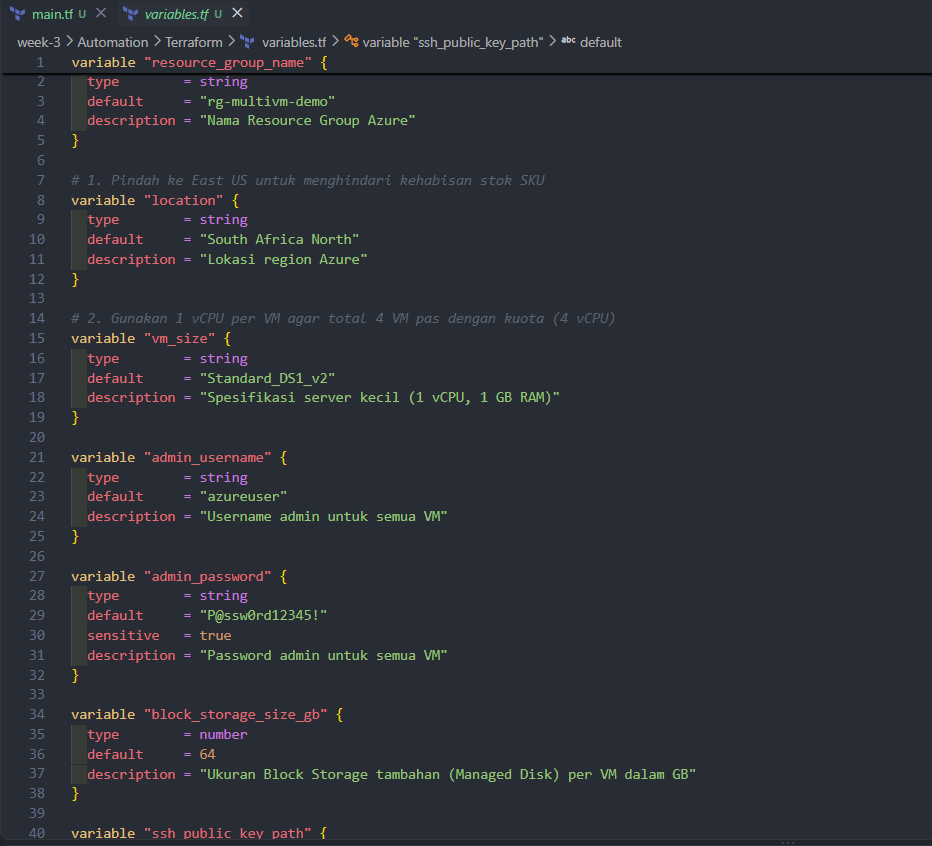 main.tf U × variables.tf U ×
week-3 > Automation > Terraform > variables.tf > variable "ssh_public_key_path" > abc default
1 variable "resource_group_name" {
2 type = string
3 default = "rg-multivm-demo"
4 description = "Nama Resource Group Azure"
5 }
6
7 # 1. Pindah ke East US untuk menghindari kehabisan stok SKU
8 variable "location" {
9 type = string
10 default = "South Africa North"
11 description = "Lokasi region Azure"
12 }
13
14 # 2. Gunakan 1 vCPU per VM agar total 4 VM pas dengan kuota (4 vCPU)
15 variable "vm_size" {
16 type = string
17 default = "Standard_DS1_v2"
18 description = "Spesifikasi server kecil (1 vCPU, 1 GB RAM)"
19 }
20
21 variable "admin_username" {
22 type = string
23 default = "azureuser"
24 description = "Username admin untuk semua VM"
25 }
26
27 variable "admin_password" {
28 type = string
29 default = "P@ssw0rd12345!"
30 sensitive = true
31 description = "Password admin untuk semua VM"
32 }
33
34 variable "block_storage_size_gb" {
35 type = number
36 default = 64
37 description = "Ukuran Block Storage tambahan (Managed Disk) per VM dalam GB"
38 }
39
40 variable "ssh_public_key_path" {